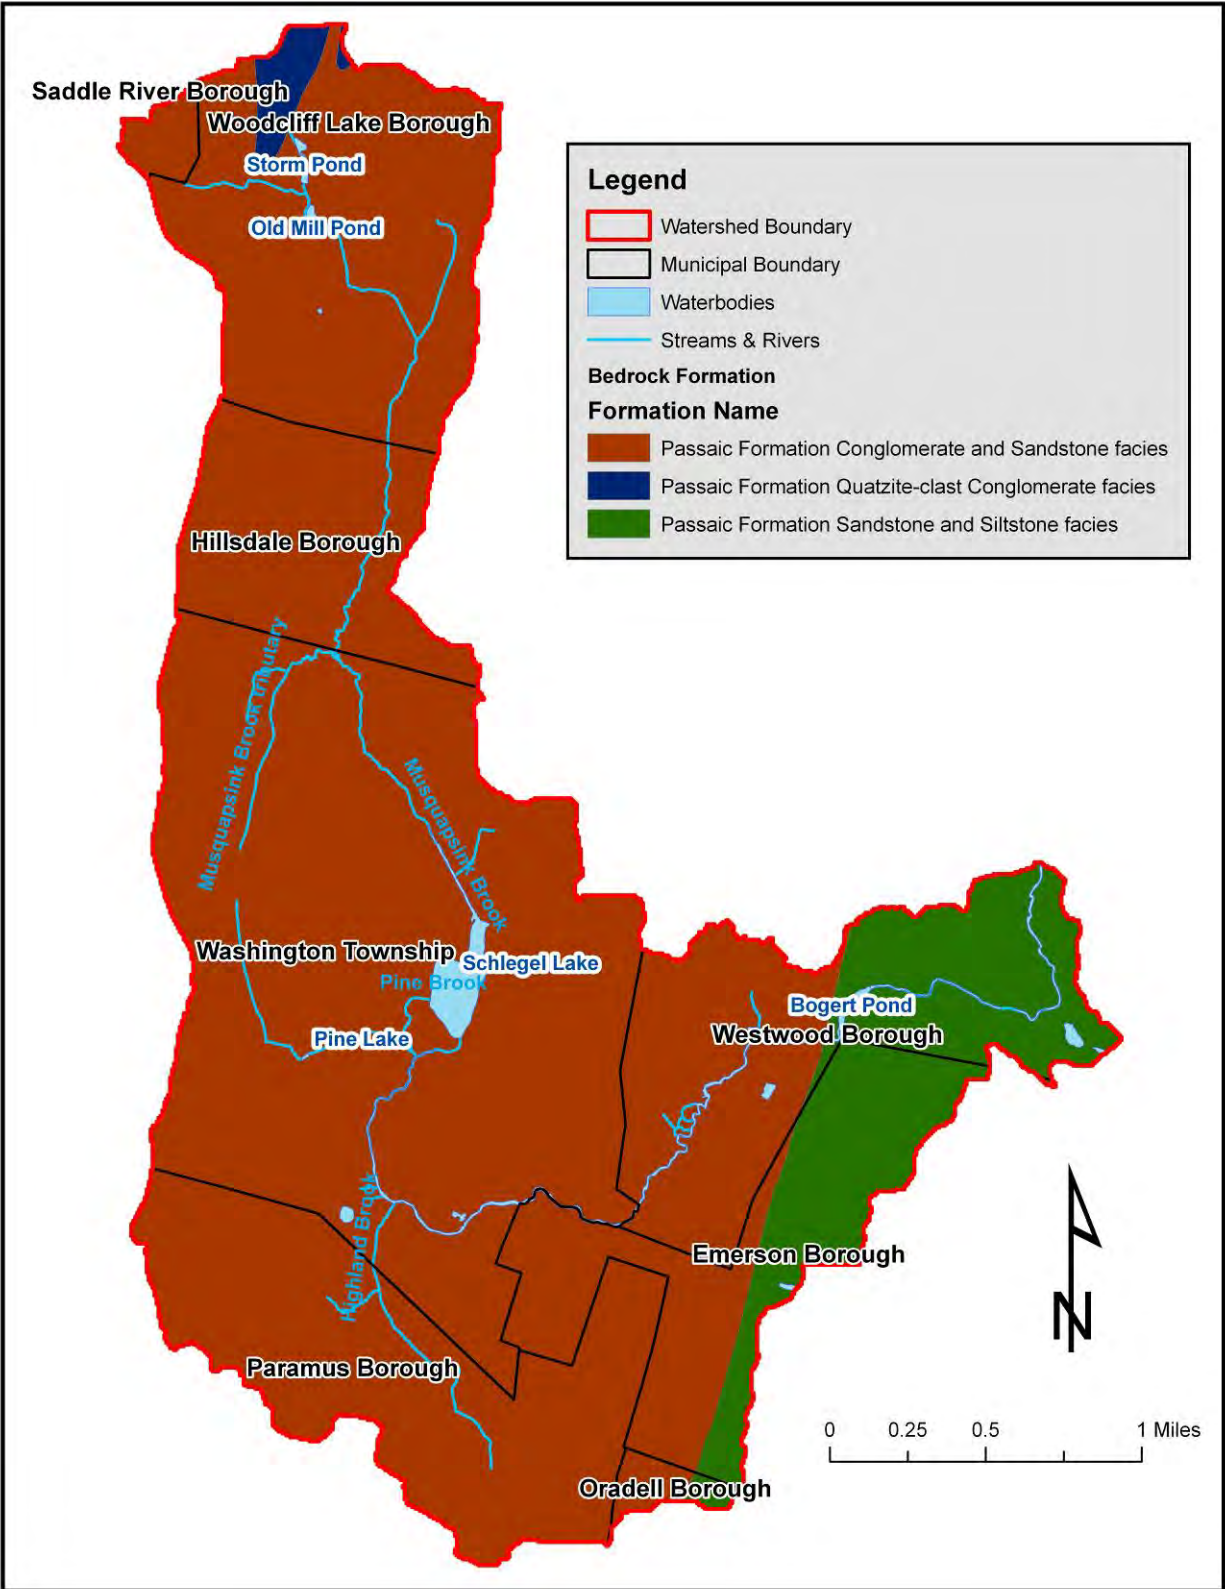 Saddle River Borough
Woodcliff Lake Borough
Storm Pond
Old Mill Pond
Legend
Watershed Boundary
Municipal Boundary
Waterbodies
Streams & Rivers
Bedrock Formation
Formation Name
Passaic Formation Conglomerate and Sandstone facies
Passaic Formation Quatzite-clast Conglomerate facies
Passaic Formation Sandstone and Siltstone facies
Hillsdale Borough
Musquapsink Brook tributary
Musquapsink Brook
Washington Township
Schlegel Lake
Pine Brook
Pine Lake
Bogert Pond
Westwood Borough
Highland Brook
Emerson Borough
N
Paramus Borough
0 0.25 0.5 1 Miles
Oradell Borough